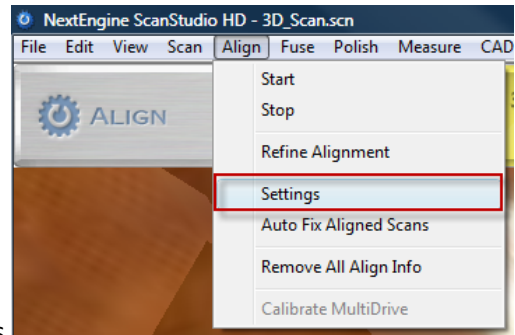 NextEngine ScanStudio HD - 3D_Scan.scn
File Edit View Scan Align Fuse Polish Measure CAD
ALIGN
Start
Stop
Refine Alignment
Settings
Auto Fix Aligned Scans
Remove All Align Info
Calibrate MultiDrive